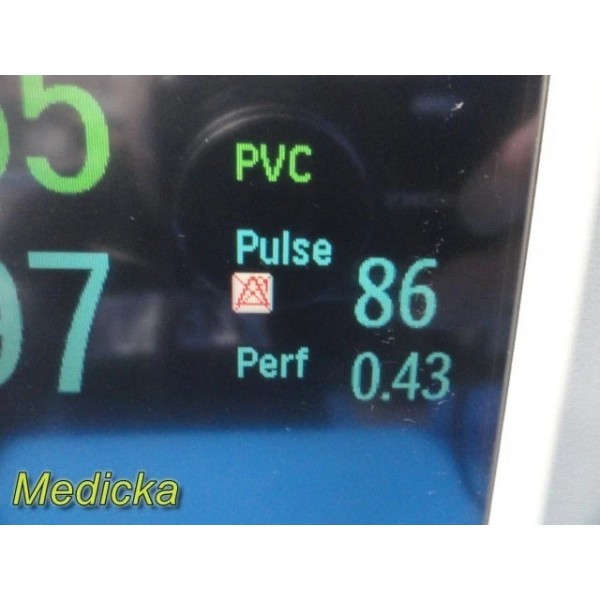 PVC
Pulse
86
Perf
0.43
Medicka